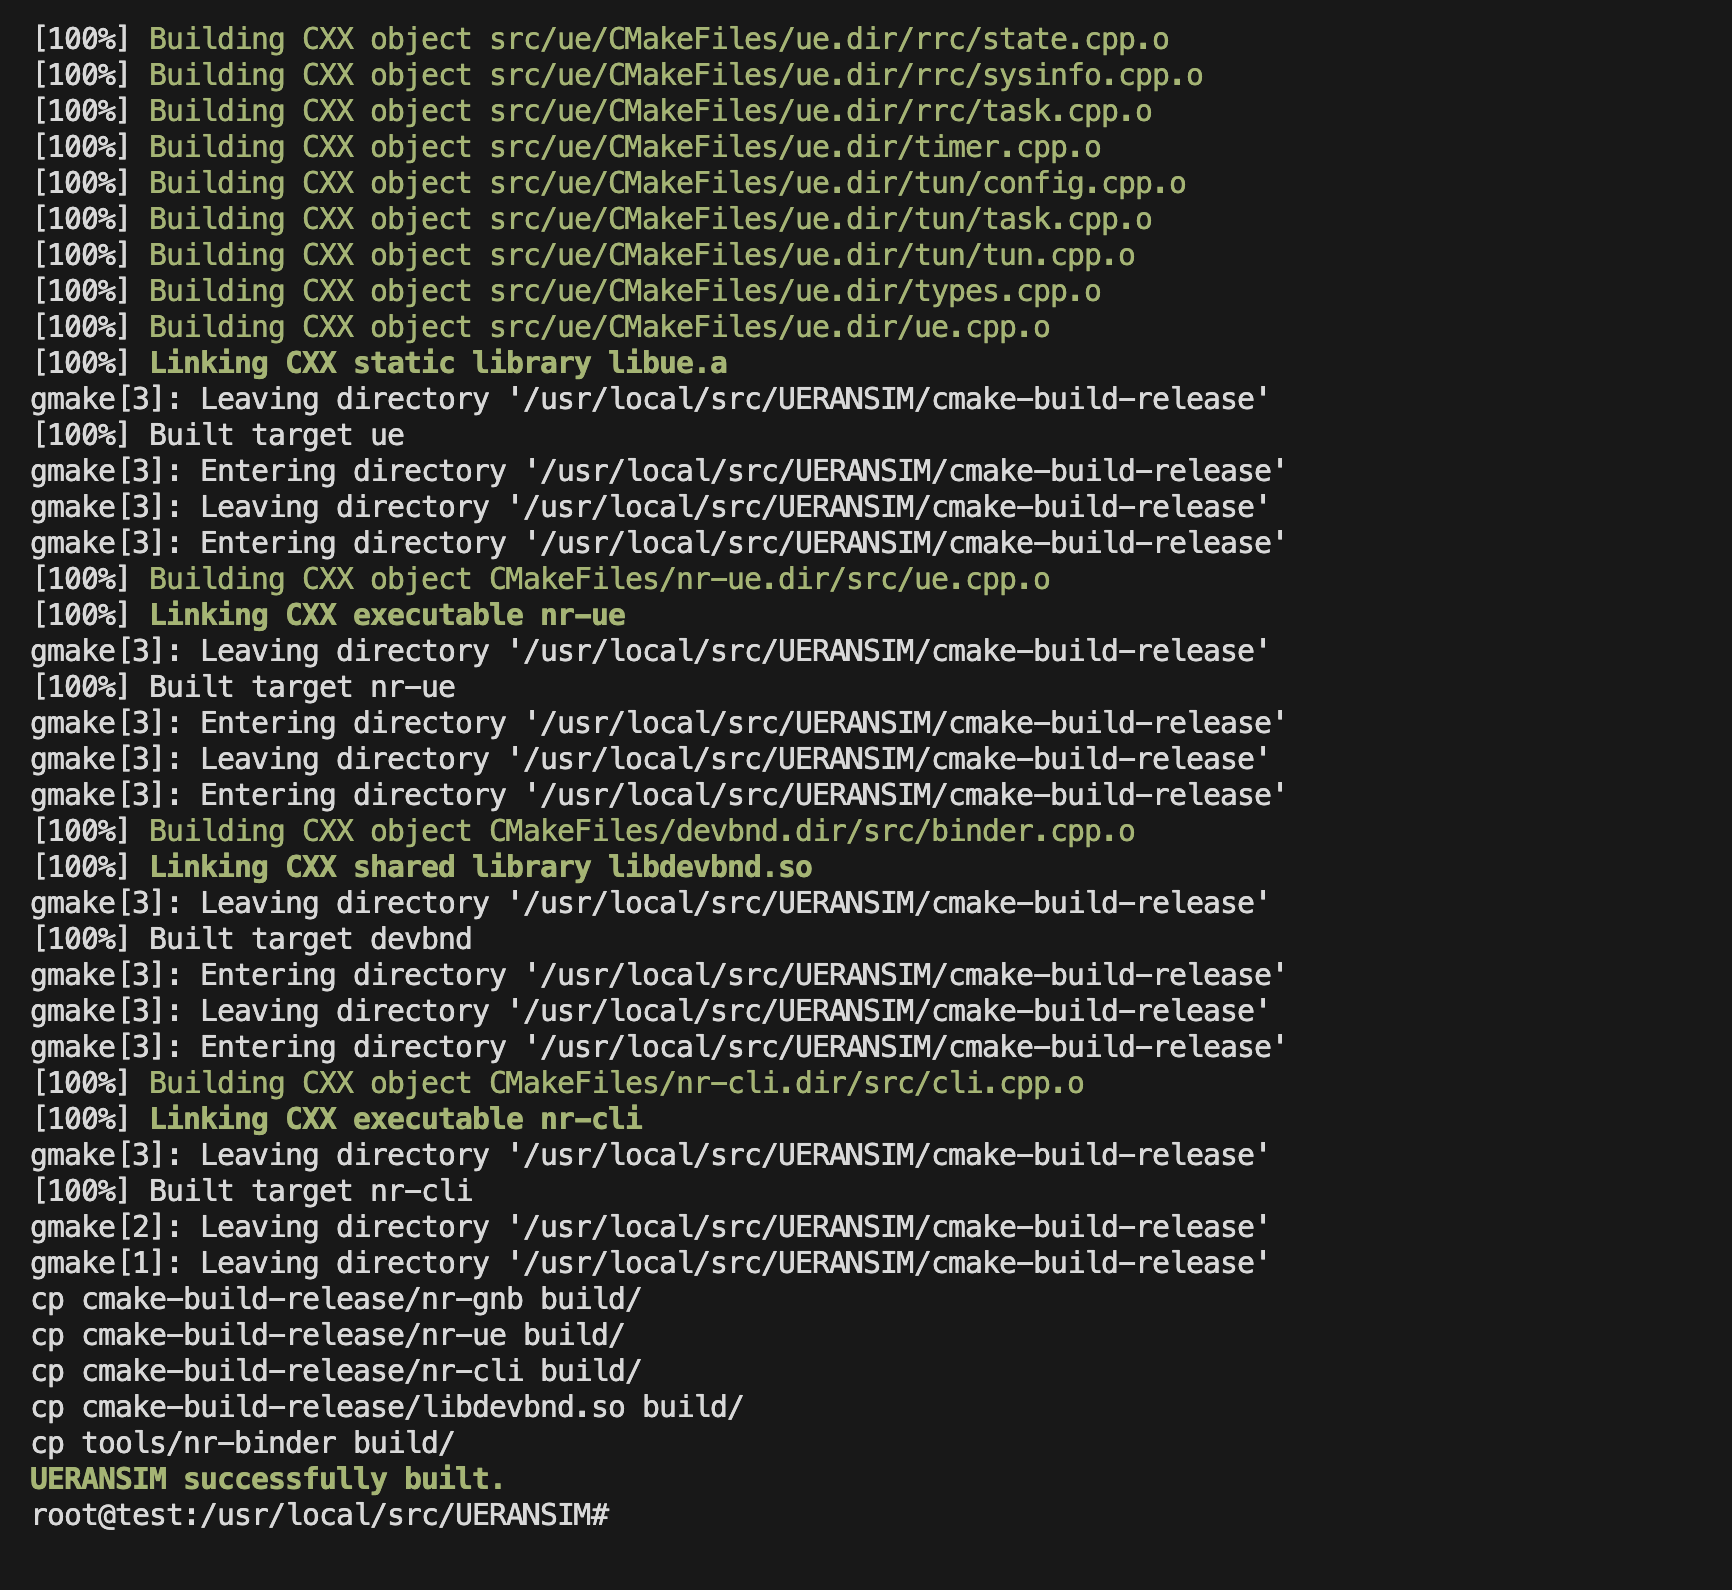 [100%] Building CXX object src/ue/CMakeFiles/ue.dir/rrc/state.cpp.o
[100%] Building CXX object src/ue/CMakeFiles/ue.dir/rrc/sysinfo.cpp.o
[100%] Building CXX object src/ue/CMakeFiles/ue.dir/rrc/task.cpp.o
[100%] Building CXX object src/ue/CMakeFiles/ue.dir/timer.cpp.o
[100%] Building CXX object src/ue/CMakeFiles/ue.dir/tun/config.cpp.o
[100%] Building CXX object src/ue/CMakeFiles/ue.dir/tun/task.cpp.o
[100%] Building CXX object src/ue/CMakeFiles/ue.dir/tun/tun.cpp.o
[100%] Building CXX object src/ue/CMakeFiles/ue.dir/types.cpp.o
[100%] Building CXX object src/ue/CMakeFiles/ue.dir/ue.cpp.o
[100%] Linking CXX static library libue.a
gmake[3]: Leaving directory '/usr/local/src/UERANSIM/cmake-build-release'
[100%] Built target ue
gmake[3]: Entering directory '/usr/local/src/UERANSIM/cmake-build-release'
gmake[3]: Leaving directory '/usr/local/src/UERANSIM/cmake-build-release'
gmake[3]: Entering directory '/usr/local/src/UERANSIM/cmake-build-release'
[100%] Building CXX object CMakeFiles/nr-ue.dir/src/ue.cpp.o
[100%] Linking CXX executable nr-ue
gmake[3]: Leaving directory '/usr/local/src/UERANSIM/cmake-build-release'
[100%] Built target nr-ue
gmake[3]: Entering directory '/usr/local/src/UERANSIM/cmake-build-release'
gmake[3]: Leaving directory '/usr/local/src/UERANSIM/cmake-build-release'
gmake[3]: Entering directory '/usr/local/src/UERANSIM/cmake-build-release'
[100%] Building CXX object CMakeFiles/devbnd.dir/src/binder.cpp.o
[100%] Linking CXX shared library libdevbnd.so
gmake[3]: Leaving directory '/usr/local/src/UERANSIM/cmake-build-release'
[100%] Built target devbnd
gmake[3]: Entering directory '/usr/local/src/UERANSIM/cmake-build-release'
gmake[3]: Leaving directory '/usr/local/src/UERANSIM/cmake-build-release'
gmake[3]: Entering directory '/usr/local/src/UERANSIM/cmake-build-release'
[100%] Building CXX object CMakeFiles/nr-cli.dir/src/cli.cpp.o
[100%] Linking CXX executable nr-cli
gmake[3]: Leaving directory '/usr/local/src/UERANSIM/cmake-build-release'
[100%] Built target nr-cli
gmake[2]: Leaving directory '/usr/local/src/UERANSIM/cmake-build-release'
gmake[1]: Leaving directory '/usr/local/src/UERANSIM/cmake-build-release'
cp cmake-build-release/nr-gnb build/
cp cmake-build-release/nr-ue build/
cp cmake-build-release/nr-cli build/
cp cmake-build-release/libdevbnd.so build/
cp tools/nr-binder build/
UERANSIM successfully built.
root@test:/usr/local/src/UERANSIM#